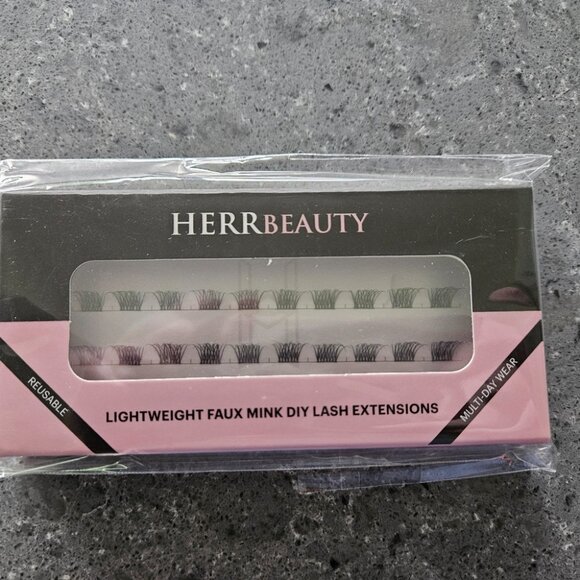 HERRBEAUTY
REUSABLE
MULTI-DAY WEAR
LIGHTWEIGHT FAUX MINK DIY LASH EXTENSIONS